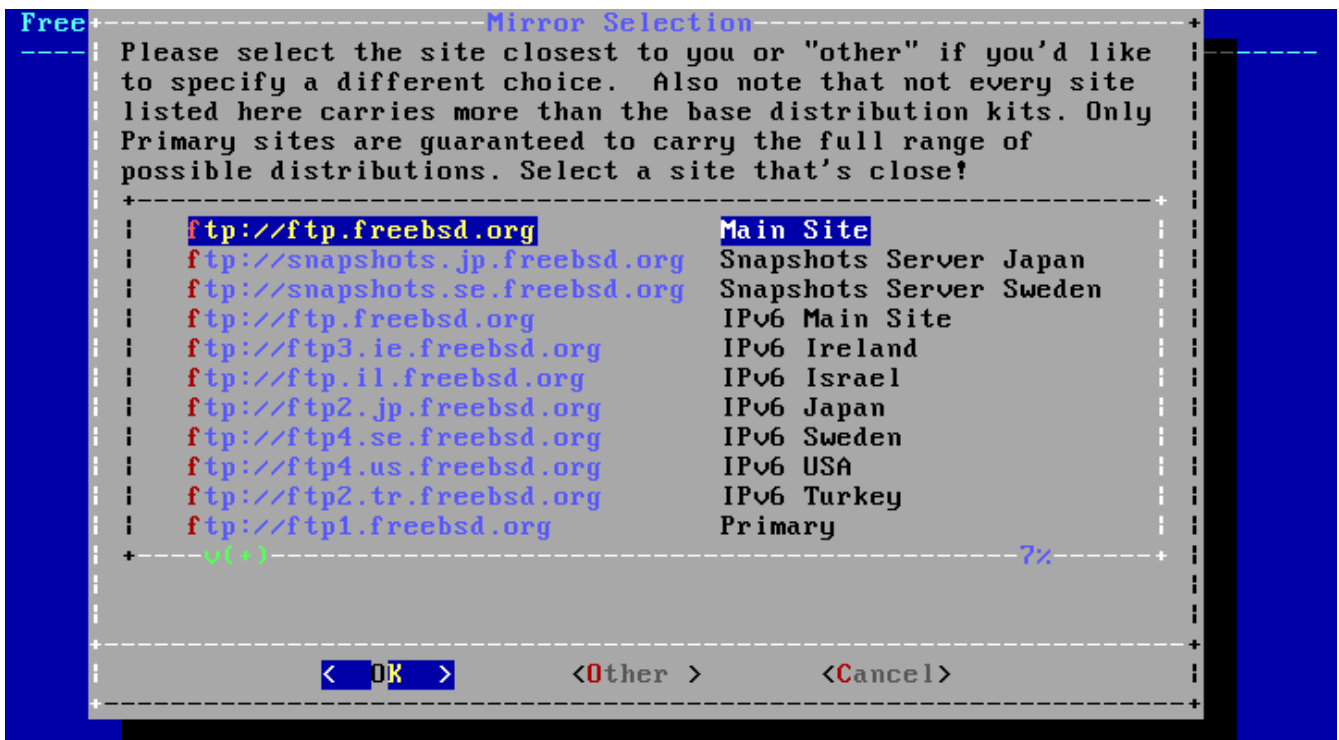 Free
Mirror Selection
Please select the site closest to you or "other" if you'd like
to specify a different choice.  Also note that not every site
listed here carries more than the base distribution kits. Only
Primary sites are guaranteed to carry the full range of
possible distributions. Select a site that's close!
ftp://ftp.freebsd.org Main Site
ftp://snapshots.jp.freebsd.org Snapshots Server Japan
ftp://snapshots.se.freebsd.org Snapshots Server Sweden
ftp://ftp.freebsd.org IPv6 Main Site
ftp://ftp3.ie.freebsd.org IPv6 Ireland
ftp://ftp.il.freebsd.org IPv6 Israel
ftp://ftp2.jp.freebsd.org IPv6 Japan
ftp://ftp4.se.freebsd.org IPv6 Sweden
ftp://ftp4.us.freebsd.org IPv6 USA
ftp://ftp2.tr.freebsd.org IPv6 Turkey
ftp://ftp1.freebsd.org Primary
v(+) 7%
<  OK  > <Other > <Cancel>